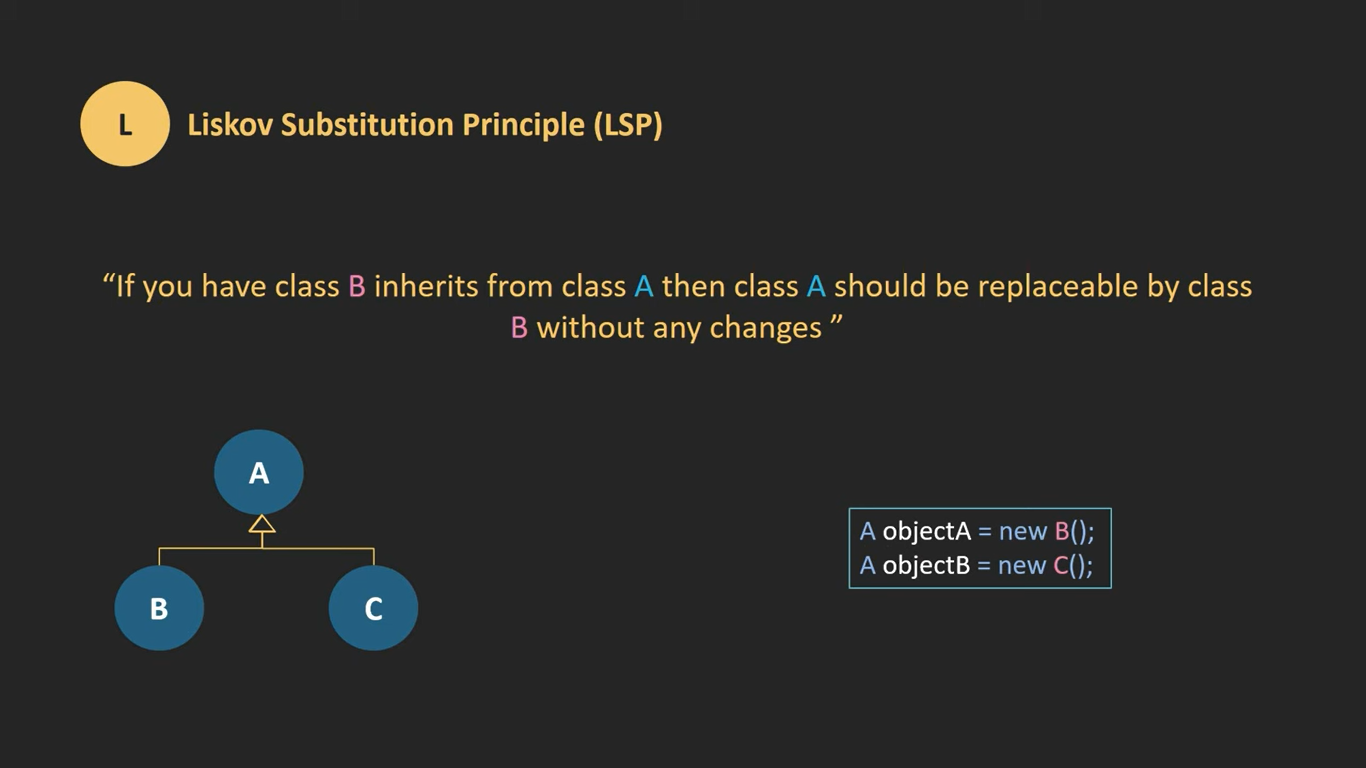 L
Liskov Substitution Principle (LSP)
“If you have class B inherits from class A then class A should be replaceable by class
B without any changes ”
A
B
C
A objectA = new B();
A objectB = new C();